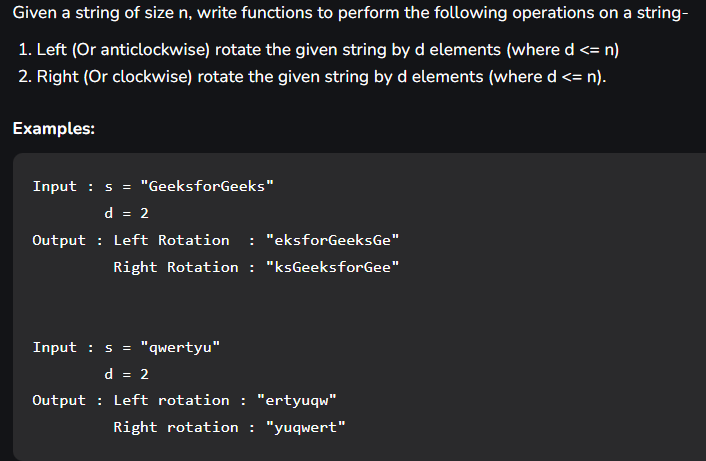 Given a string of size n, write functions to perform the following operations on a string-
1. Left (Or anticlockwise) rotate the given string by d elements (where d <= n)
2. Right (Or clockwise) rotate the given string by d elements (where d <= n).
Examples:
Input : s = "GeeksforGeeks"
d = 2
Output : Left Rotation  : "eksforGeeksGe"
Right Rotation : "ksGeeksforGee"
Input : s = "qwertyu"
d = 2
Output : Left rotation : "ertyuqw"
Right rotation : "yuqwert"